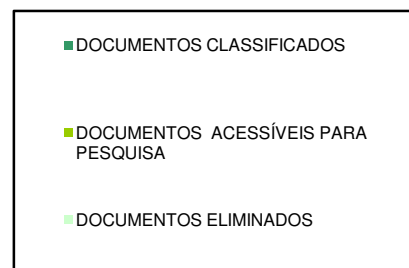 DOCUMENTOS CLASSIFICADOS
DOCUMENTOS ACESSÍVEIS PARA
PESQUISA
DOCUMENTOS ELIMINADOS